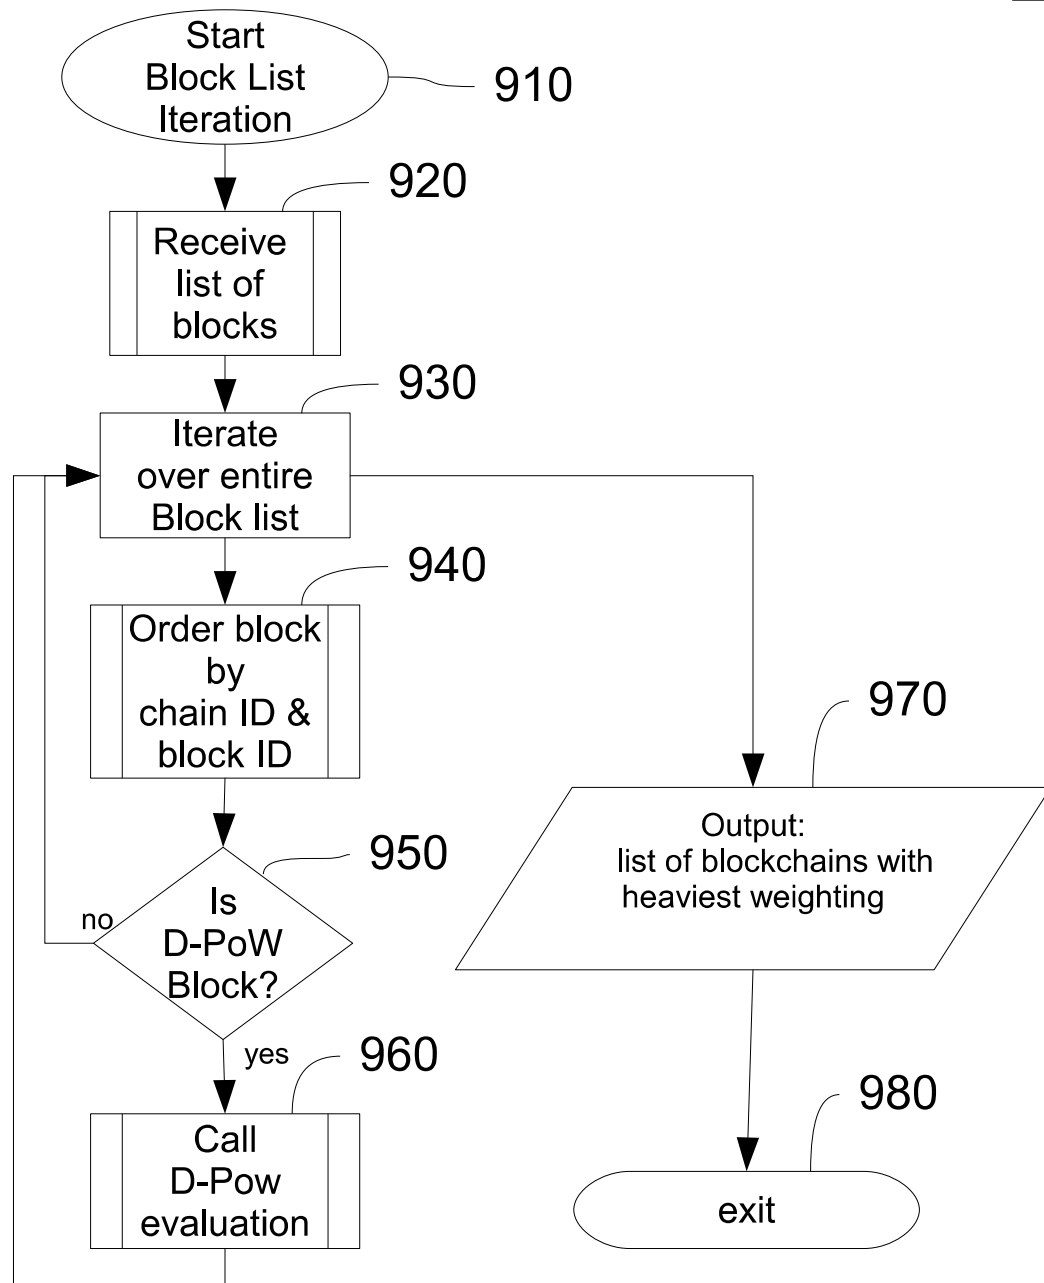 Start
Block List
Iteration
910
920
Receive
list of
blocks
930
Iterate
over entire
Block list
940
Order block
by
chain ID &
block ID
950
Is
D-PoW
Block?
no
yes
960
Call
D-Pow
evaluation
970
Output:
list of blockchains with
heaviest weighting
980
exit